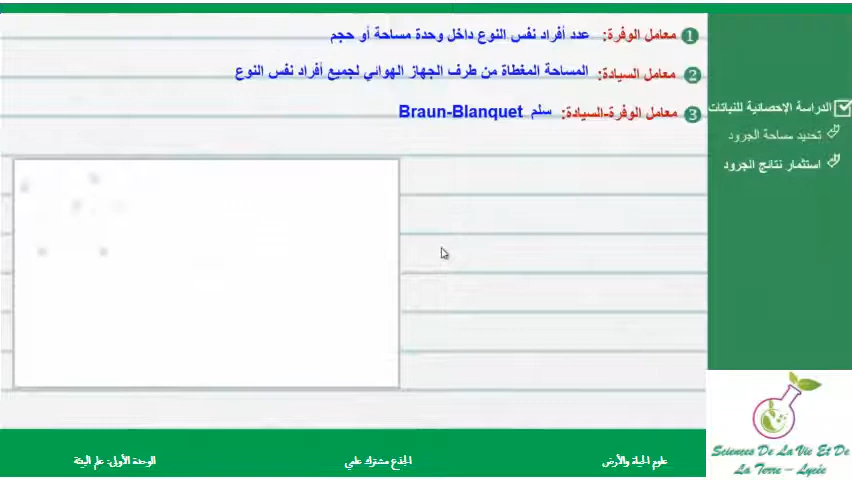 ❶ معامل الوفرة: عدد أفراد نفس النوع داخل وحدة مساحة أو حجم
❷ معامل السيادة: المساحة المغطاة من طرف الجهاز الهوائي لجميع أفراد نفس النوع
❸ معامل الوفرة-السيادة: سلم Braun-Blanquet
الدراسة الإحصائية للنباتات
تحديد مساحة الجرود
استثمار نتائج الجرود
Sciences De La Vie Et De
La Terre – Lycée
علوم الحياة والأرض
الجذع مشترك علمي
الوحدة الأولى: علم البيئة